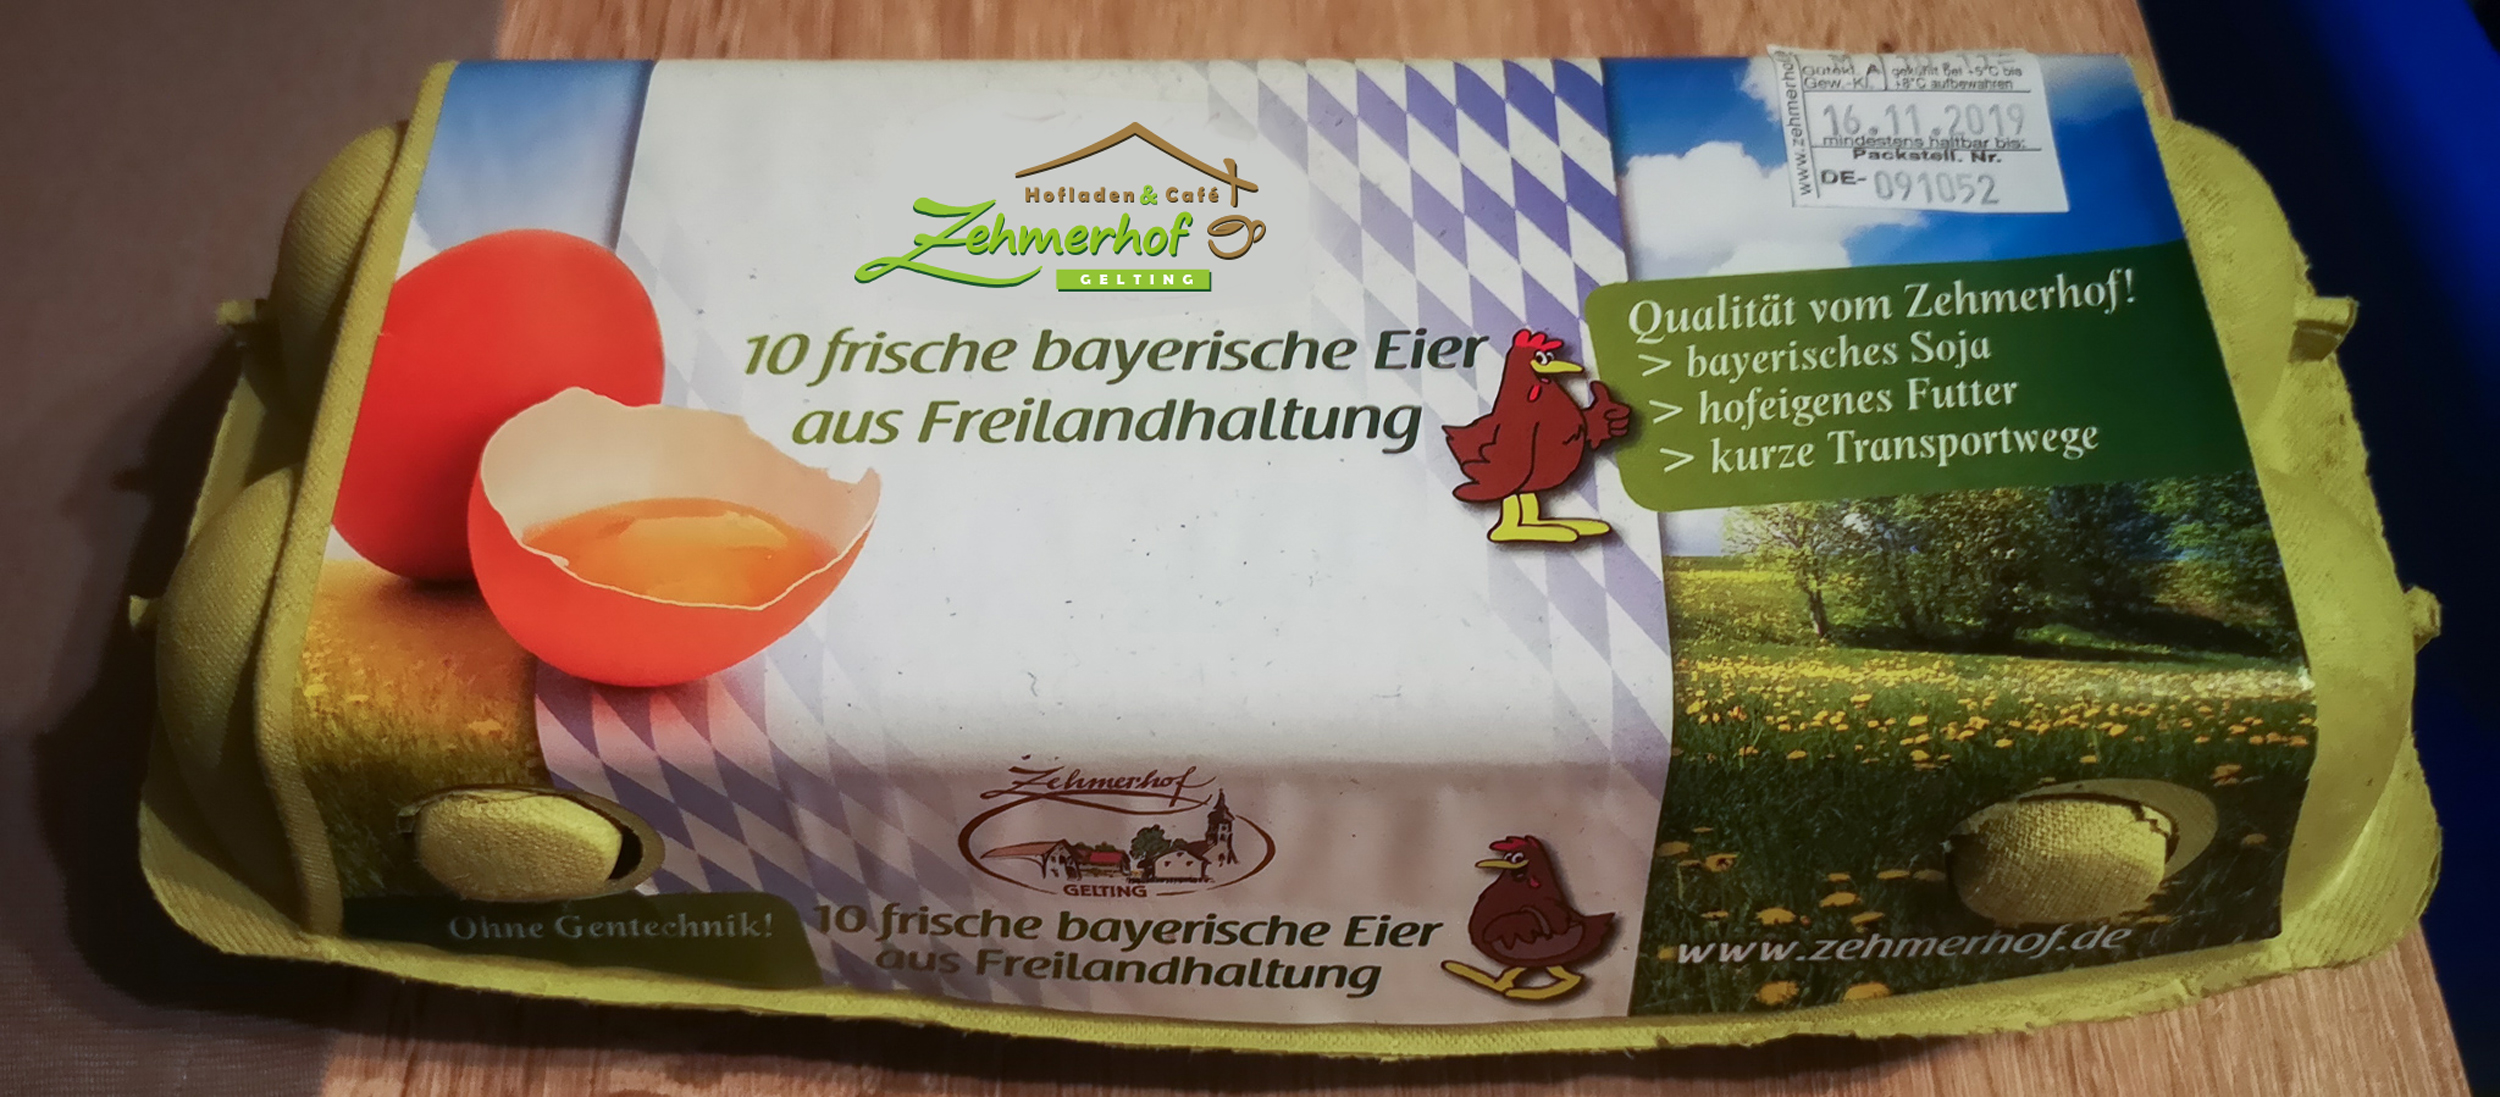 Hofladen & Café
Zehmerhof
GELTING
10 frische bayerische Eier
aus Freilandhaltung
www.zehmerhof
Gütekl. A
Gew.-Kl.
gekühlt bei +5°C bis
+8°C aufbewahren
16.11.2019
mindestens haltbar bis:
Packstell. Nr.
DE-091052
Qualität vom Zehmerhof!
> bayerisches Soja
> hofeigenes Futter
> kurze Transportwege
Zehmerhof
GELTING
Ohne Gentechnik!
10 frische bayerische Eier
aus Freilandhaltung
www.zehmerhof.de